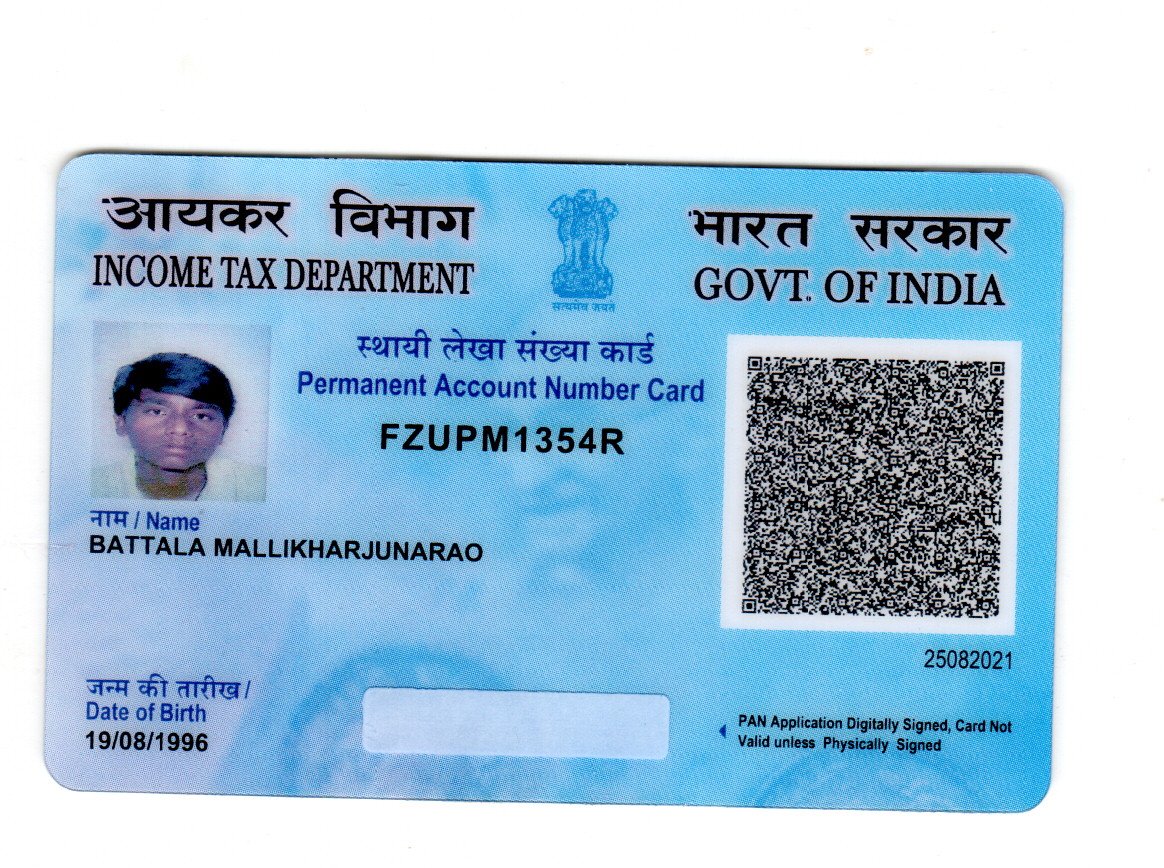 आयकर विभाग
INCOME TAX DEPARTMENT
सत्यमेव जयते
भारत सरकार
GOVT. OF INDIA
स्थायी लेखा संख्या कार्ड
Permanent Account Number Card
FZUPM1354R
नाम / Name
BATTALA MALLIKHARJUNARAO
25082021
जन्म की तारीख/
Date of Birth
19/08/1996
PAN Application Digitally Signed, Card Not
Valid unless Physically Signed